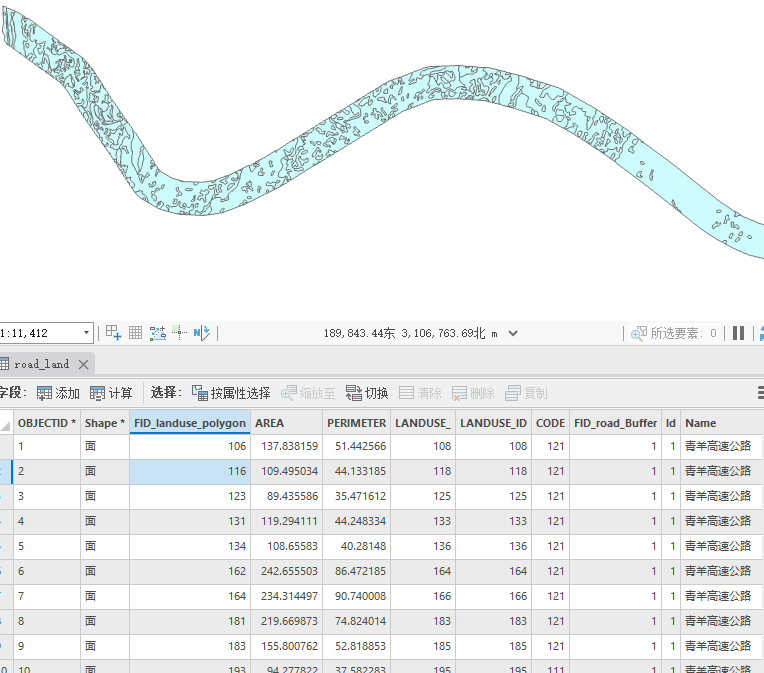 1:11,412 189,843.44东 3,106,763.69北 m 所选要素: 0
road_land
字段: 添加 计算 选择: 按属性选择 缩放至 切换 清除 删除 复制
OBJECTID * Shape * FID_landuse_polygon AREA PERIMETER LANDUSE_ LANDUSE_ID CODE FID_road_Buffer Id Name
1 面 106 137.838159 51.442566 108 108 121 1 1 青羊高速公路
2 面 116 109.495034 44.133185 118 118 121 1 1 青羊高速公路
3 面 123 89.435586 35.471612 125 125 121 1 1 青羊高速公路
4 面 131 119.294111 44.248334 133 133 121 1 1 青羊高速公路
5 面 134 108.65583 40.28148 136 136 121 1 1 青羊高速公路
6 面 162 242.655503 86.472185 164 164 121 1 1 青羊高速公路
7 面 164 234.314497 90.740008 166 166 121 1 1 青羊高速公路
8 面 181 219.669873 74.824014 183 183 121 1 1 青羊高速公路
9 面 183 155.800762 52.818853 185 185 121 1 1 青羊高速公路
10 面 193 94.277822 37.582283 195 195 111 1 1 青羊高速公路